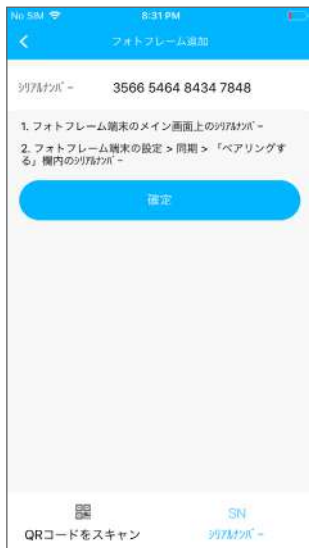 No SIM 8:31 PM
フォトフレーム追加
ｼﾘｱﾙﾅﾝﾊﾞｰ 3566 5464 8434 7848
1. フォトフレーム端末のメイン画面上のｼﾘｱﾙﾅﾝﾊﾞｰ
2. フォトフレーム端末の設定 > 同期 > 「ペアリングす
る」欄内のｼﾘｱﾙﾅﾝﾊﾞｰ
確定
SN
QRコードをスキャン ｼﾘｱﾙﾅﾝﾊﾞｰ